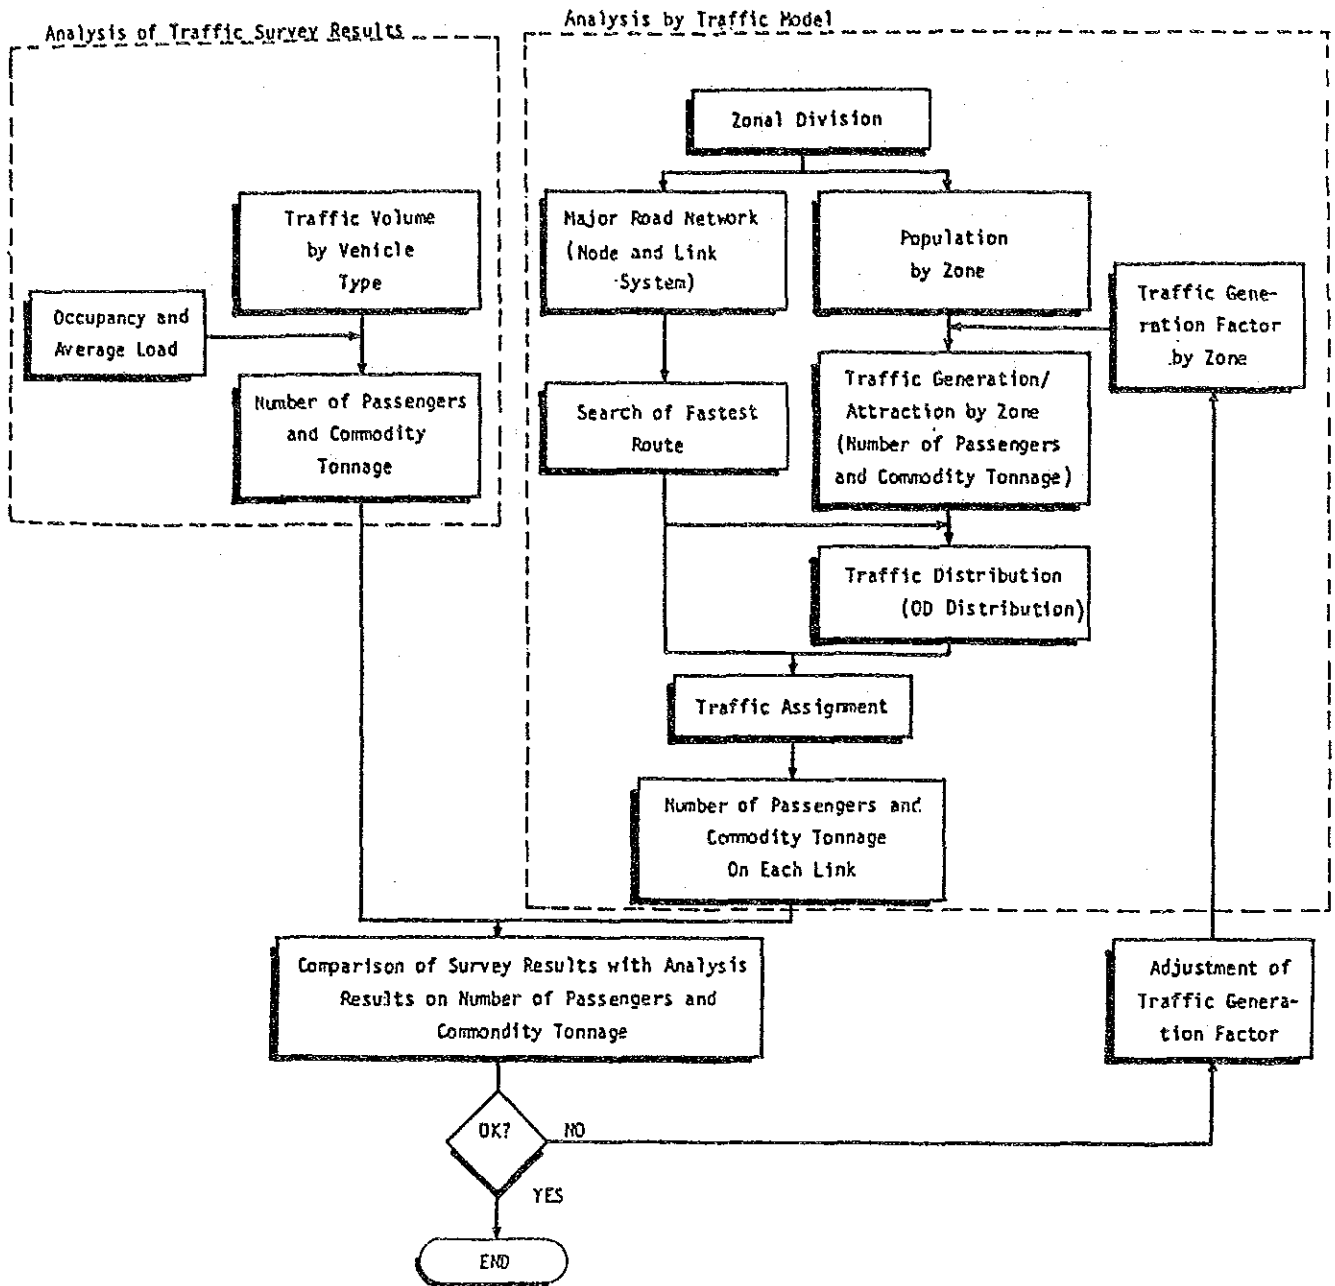 Analysis of Traffic Survey Results
Traffic Volume
by Vehicle
Type
Occupancy and
Average Load
Number of Passengers
and Commodity
Tonnage
Analysis by Traffic Model
Zonal Division
Major Road Network
(Node and Link
System)
Population
by Zone
Traffic Gene-
ration Factor
by Zone
Search of Fastest
Route
Traffic Generation/
Attraction by Zone
(Number of Passengers
and Commodity Tonnage)
Traffic Distribution
(OD Distribution)
Traffic Assignment
Number of Passengers and
Commodity Tonnage
On Each Link
Comparison of Survey Results with Analysis
Results on Number of Passengers and
Commondity Tonnage
Adjustment of
Traffic Genera-
tion Factor
OK?
NO
YES
END